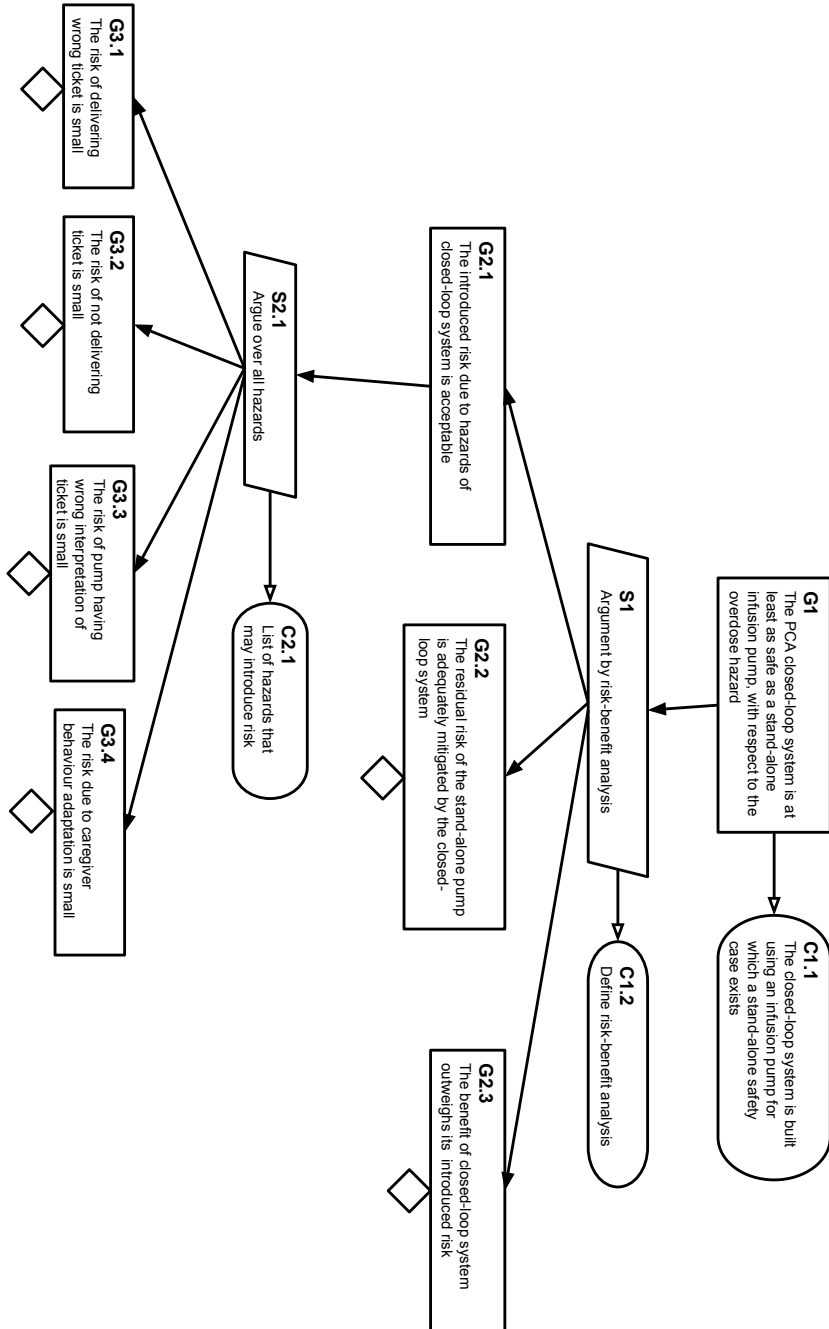 G1
The PCA closed-loop system is at
least as safe as a stand-alone
infusion pump, with respect to the
overdose hazard
C1.1
The closed-loop system is built
using an infusion pump for
which a stand-alone safety
case exists
S1
Argument by risk-benefit analysis
C1.2
Define risk-benefit analysis
G2.1
The introduced risk due to hazards of
closed-loop system is acceptable
G2.2
The residual risk of the stand-alone pump
is adequately mitigated by the closed-
loop system
G2.3
The benefit of closed-loop system
outweighs its introduced risk
S2.1
Argue over all hazards
C2.1
List of hazards that
may introduce risk
G3.1
The risk of delivering
wrong ticket is small
G3.2
The risk of not delivering
ticket is small
G3.3
The risk of pump having
wrong interpretation of
ticket is small
G3.4
The risk due to caregiver
behaviour adaptation is small